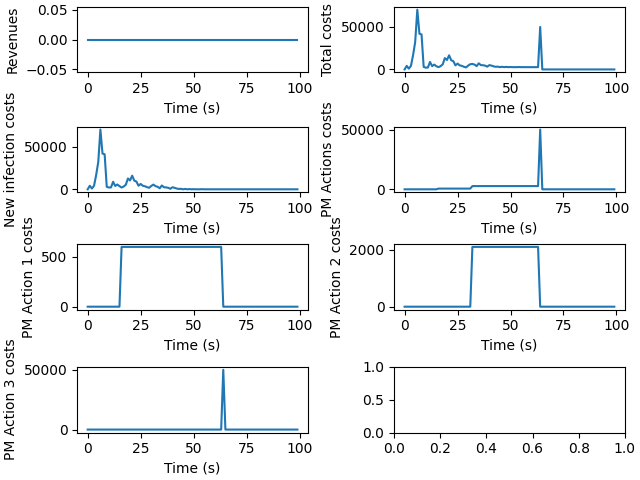 Revenues
0.05
0.00
−0.05
0 25 50 75 100
Time (s)
Total costs
50000
0
0 25 50 75 100
Time (s)
New infection costs
50000
0
0 25 50 75 100
Time (s)
PM Actions costs
50000
0
0 25 50 75 100
Time (s)
PM Action 1 costs
500
0
0 25 50 75 100
Time (s)
PM Action 2 costs
2000
0
0 25 50 75 100
Time (s)
PM Action 3 costs
50000
0
0 25 50 75 100
Time (s)
1.0
0.5
0.0
0.0 0.2 0.4 0.6 0.8 1.0